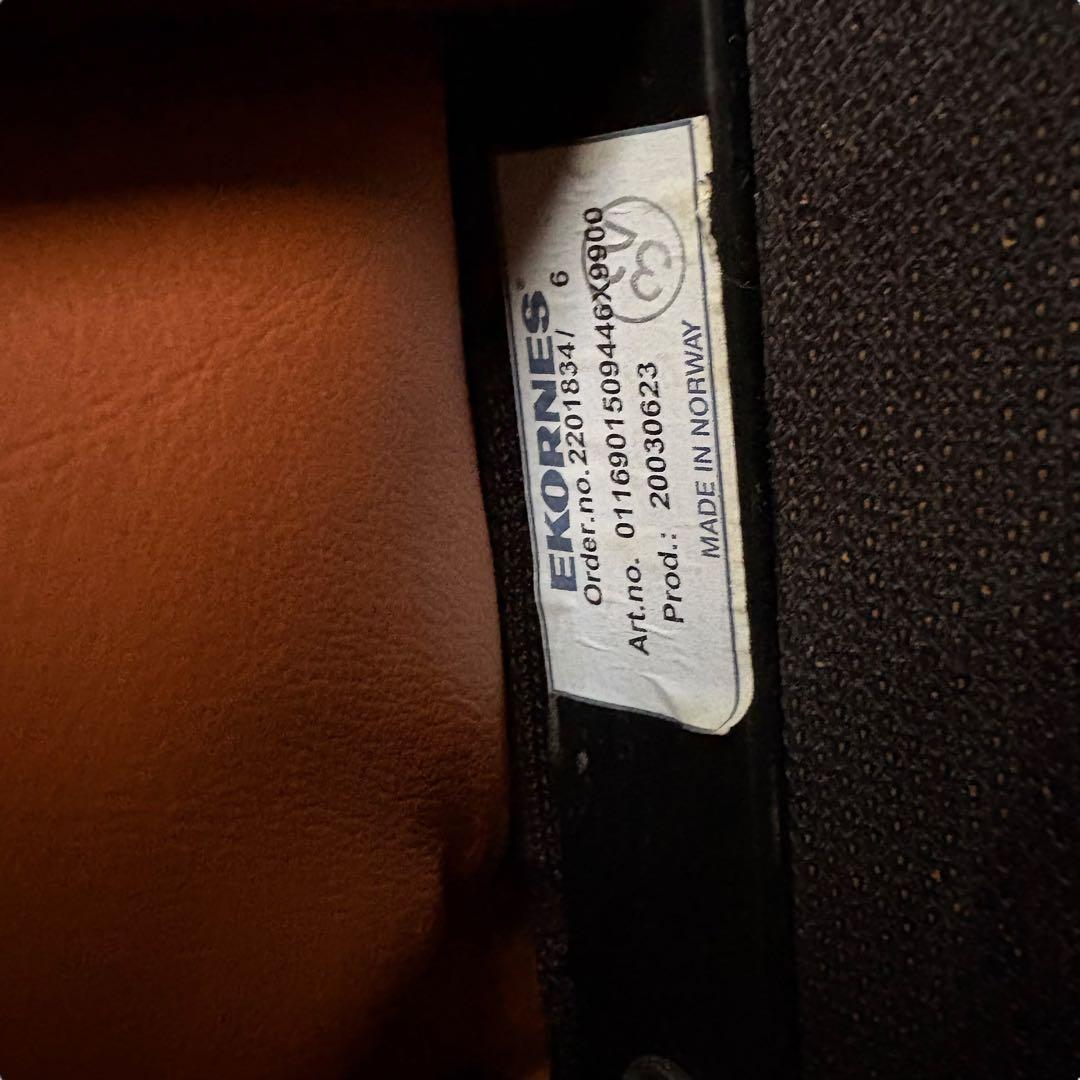 EKORNES®
Order.no.2201834/ 6
Art.no. 0116901509446X9900
Prod.: 20030623
MADE IN NORWAY